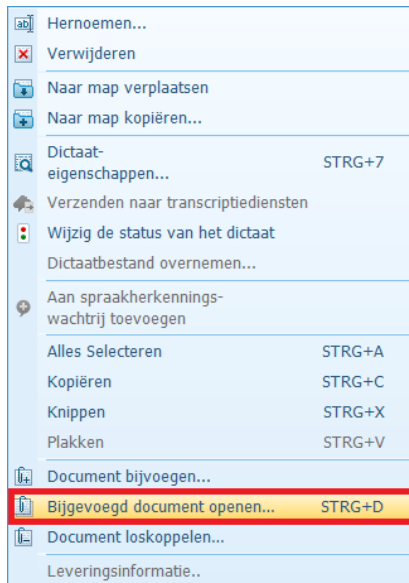 Hernoemen...
Verwijderen
Naar map verplaatsen
Naar map kopiëren...
Dictaat-
eigenschappen... STRG+7
Verzenden naar transcriptiediensten
Wijzig de status van het dictaat
Dictaatbestand overnemen...
Aan spraakherkennings-
wachtrij toevoegen
Alles Selecteren STRG+A
Kopiëren STRG+C
Knippen STRG+X
Plakken STRG+V
Document bijvoegen...
Bijgevoegd document openen... STRG+D
Document loskoppelen...
Leveringsinformatie..